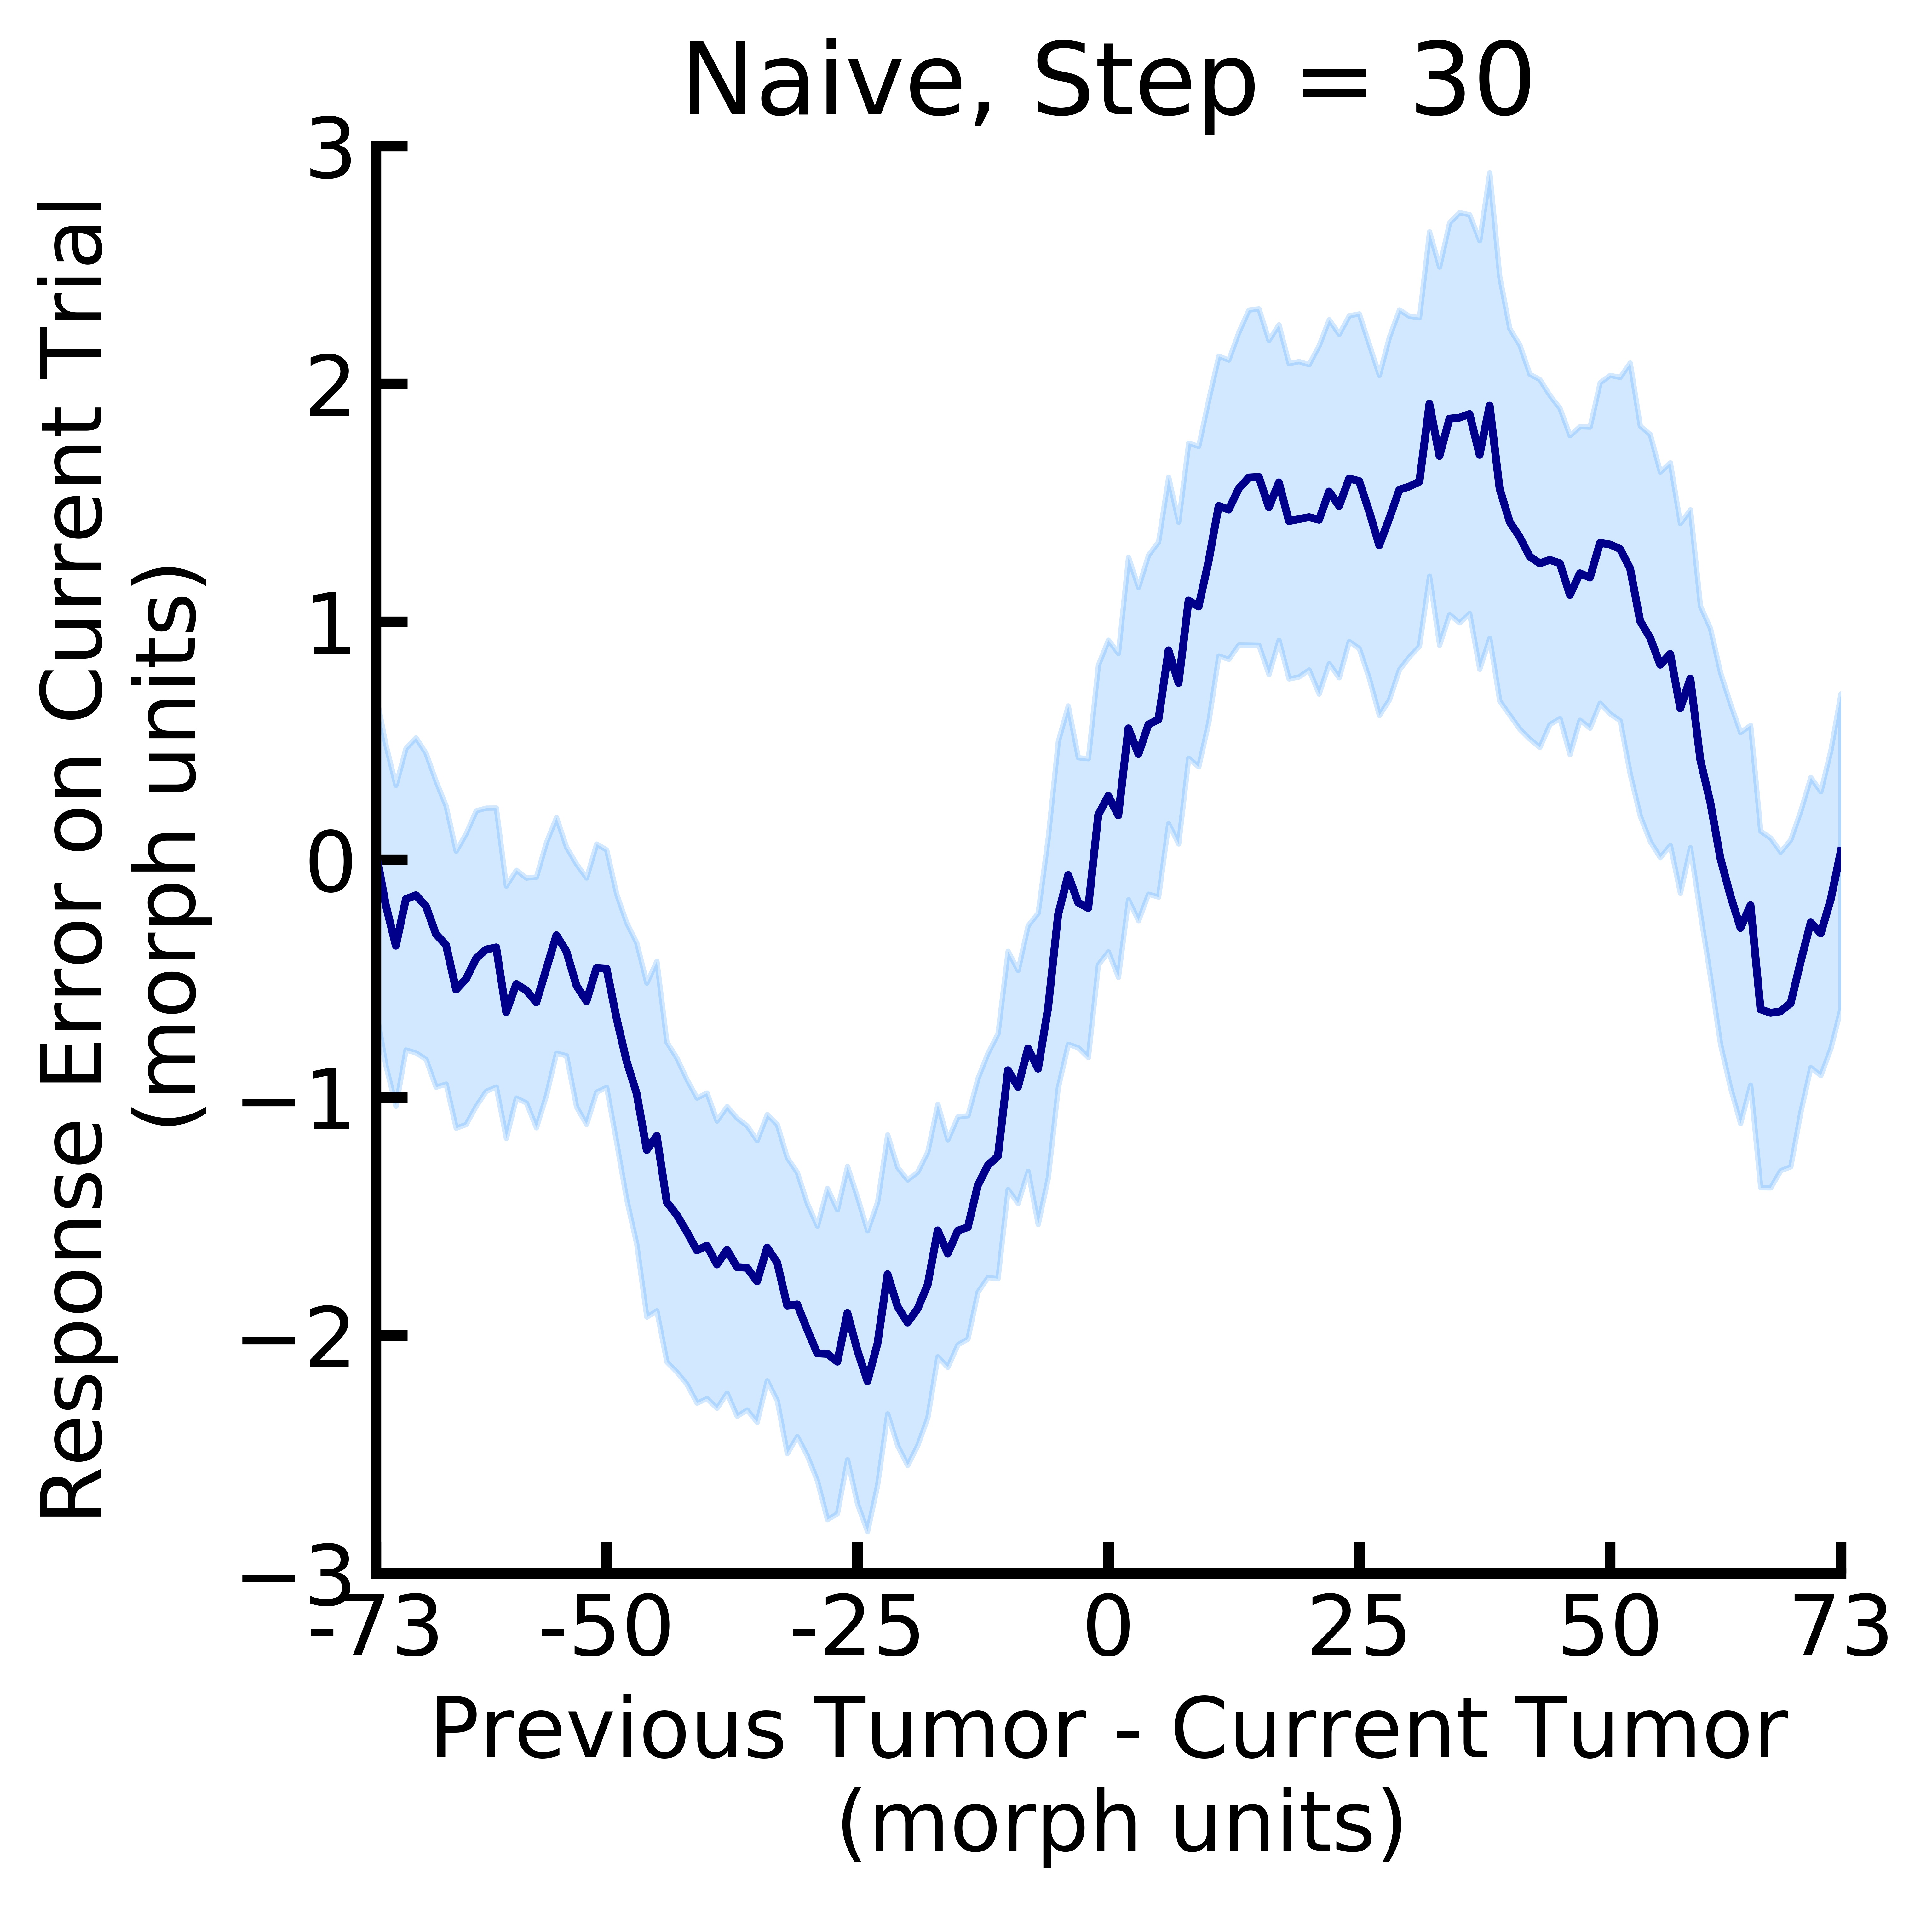 Naive, Step = 30
Response Error on Current Trial
(morph units)
3
2
1
0
−1
−2
−3
-73 -50 -25 0 25 50 73
Previous Tumor - Current Tumor
(morph units)